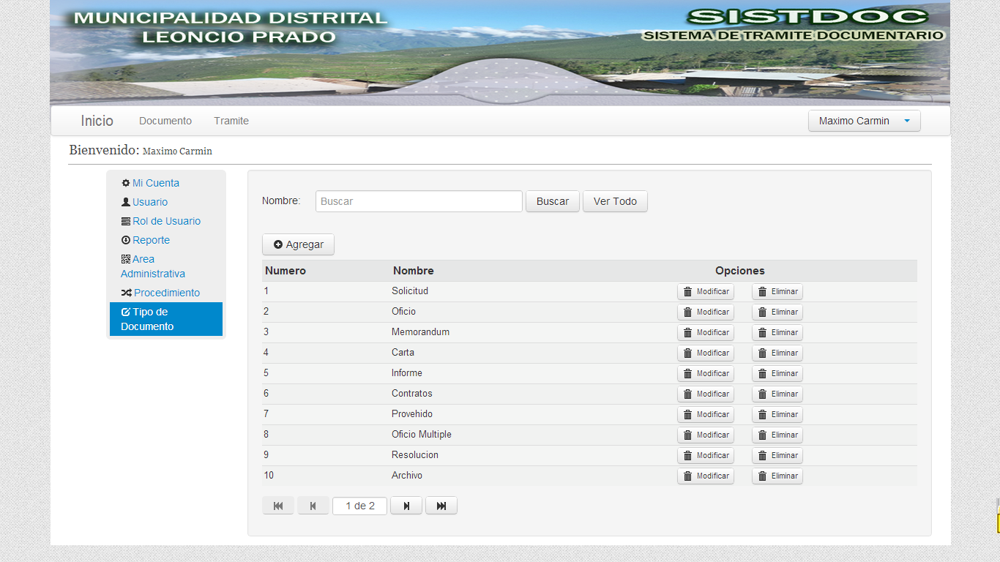 MUNICIPALIDAD DISTRITAL
LEONCIO PRADO
SISTDOC
SISTEMA DE TRAMITE DOCUMENTARIO
Inicio Documento Tramite Maximo Carmin
Bienvenido: Maximo Carmin
Mi Cuenta
Usuario
Rol de Usuario
Reporte
Area
Administrativa
Procedimiento
Tipo de
Documento
Nombre: Buscar Buscar Ver Todo
Agregar
Numero Nombre Opciones
1 Solicitud Modificar Eliminar
2 Oficio Modificar Eliminar
3 Memorandum Modificar Eliminar
4 Carta Modificar Eliminar
5 Informe Modificar Eliminar
6 Contratos Modificar Eliminar
7 Provehido Modificar Eliminar
8 Oficio Multiple Modificar Eliminar
9 Resolucion Modificar Eliminar
10 Archivo Modificar Eliminar
1 de 2